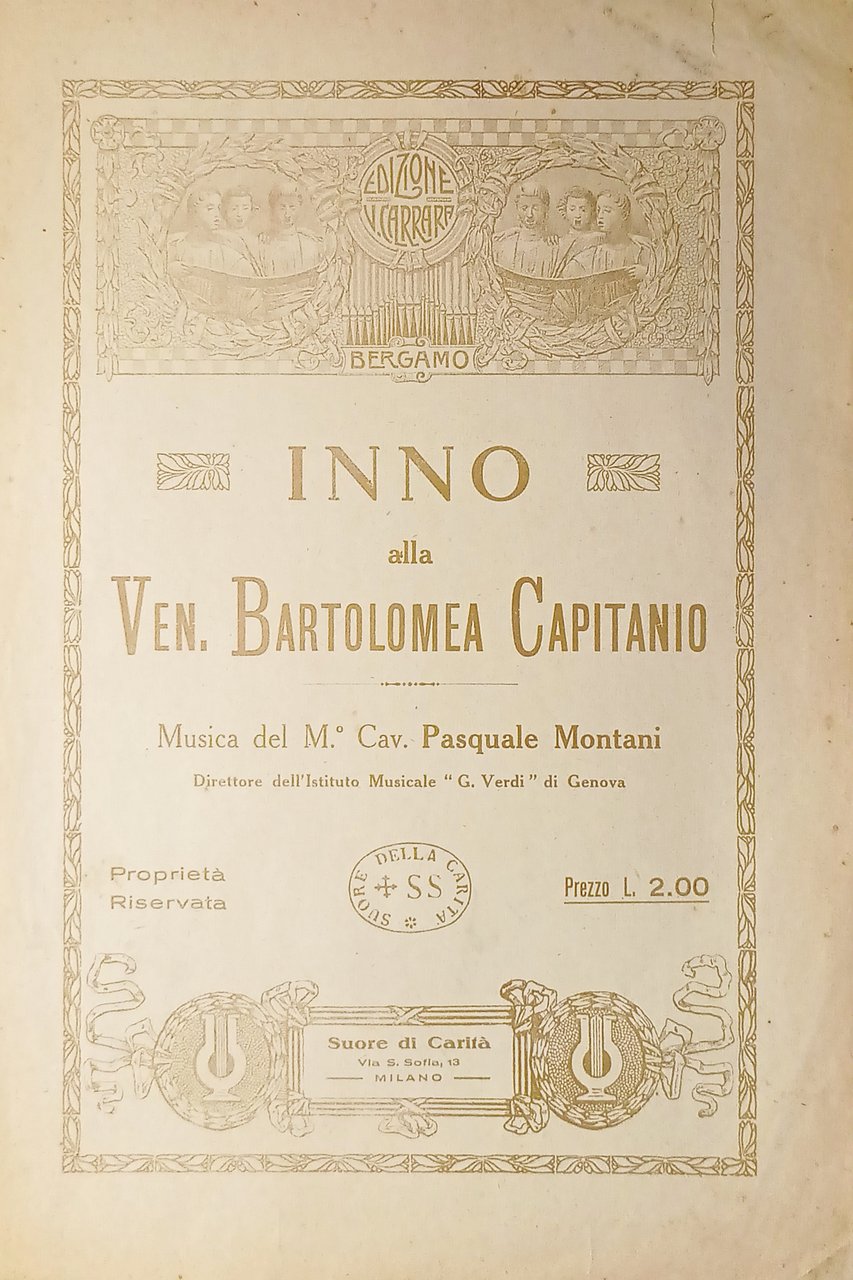 EDIZIONE
V. CARRARA
BERGAMO
INNO
alla
VEN. BARTOLOMEA CAPITANIO
Musica del M.° Cav. Pasquale Montani
Direttore dell'Istituto Musicale “ G. Verdi ” di Genova
Proprietà
Riservata
SUORE DELLA CARITA
SS
Prezzo L. 2.00
Suore di Carità
Via S. Sofia, 13
MILANO